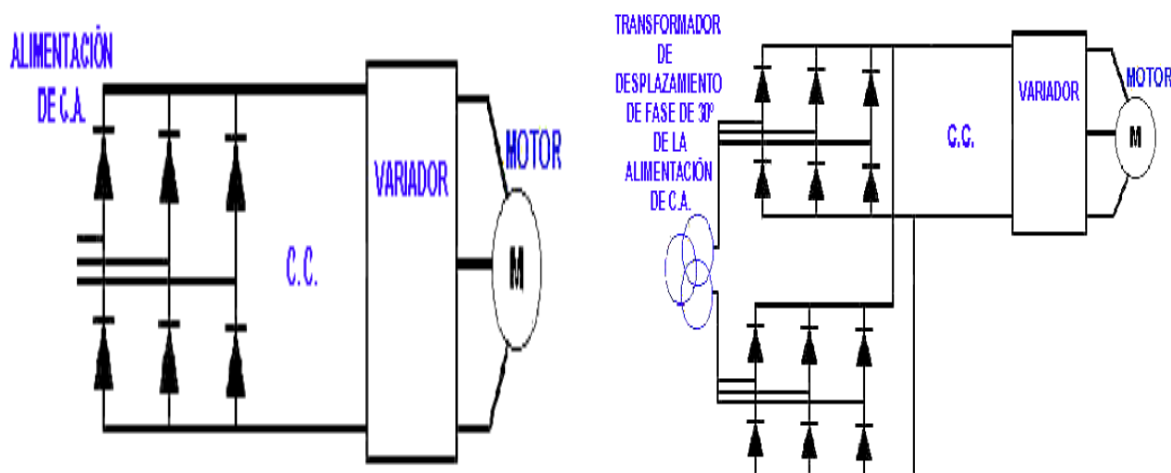 ALIMENTACIÓN
DE C.A.
C.C.
VARIADOR
MOTOR
M
TRANSFORMADOR
DE
DESPLAZAMIENTO
DE FASE DE 30º
DE LA
ALIMENTACIÓN
DE C.A.
C.C.
VARIADOR
MOTOR
M